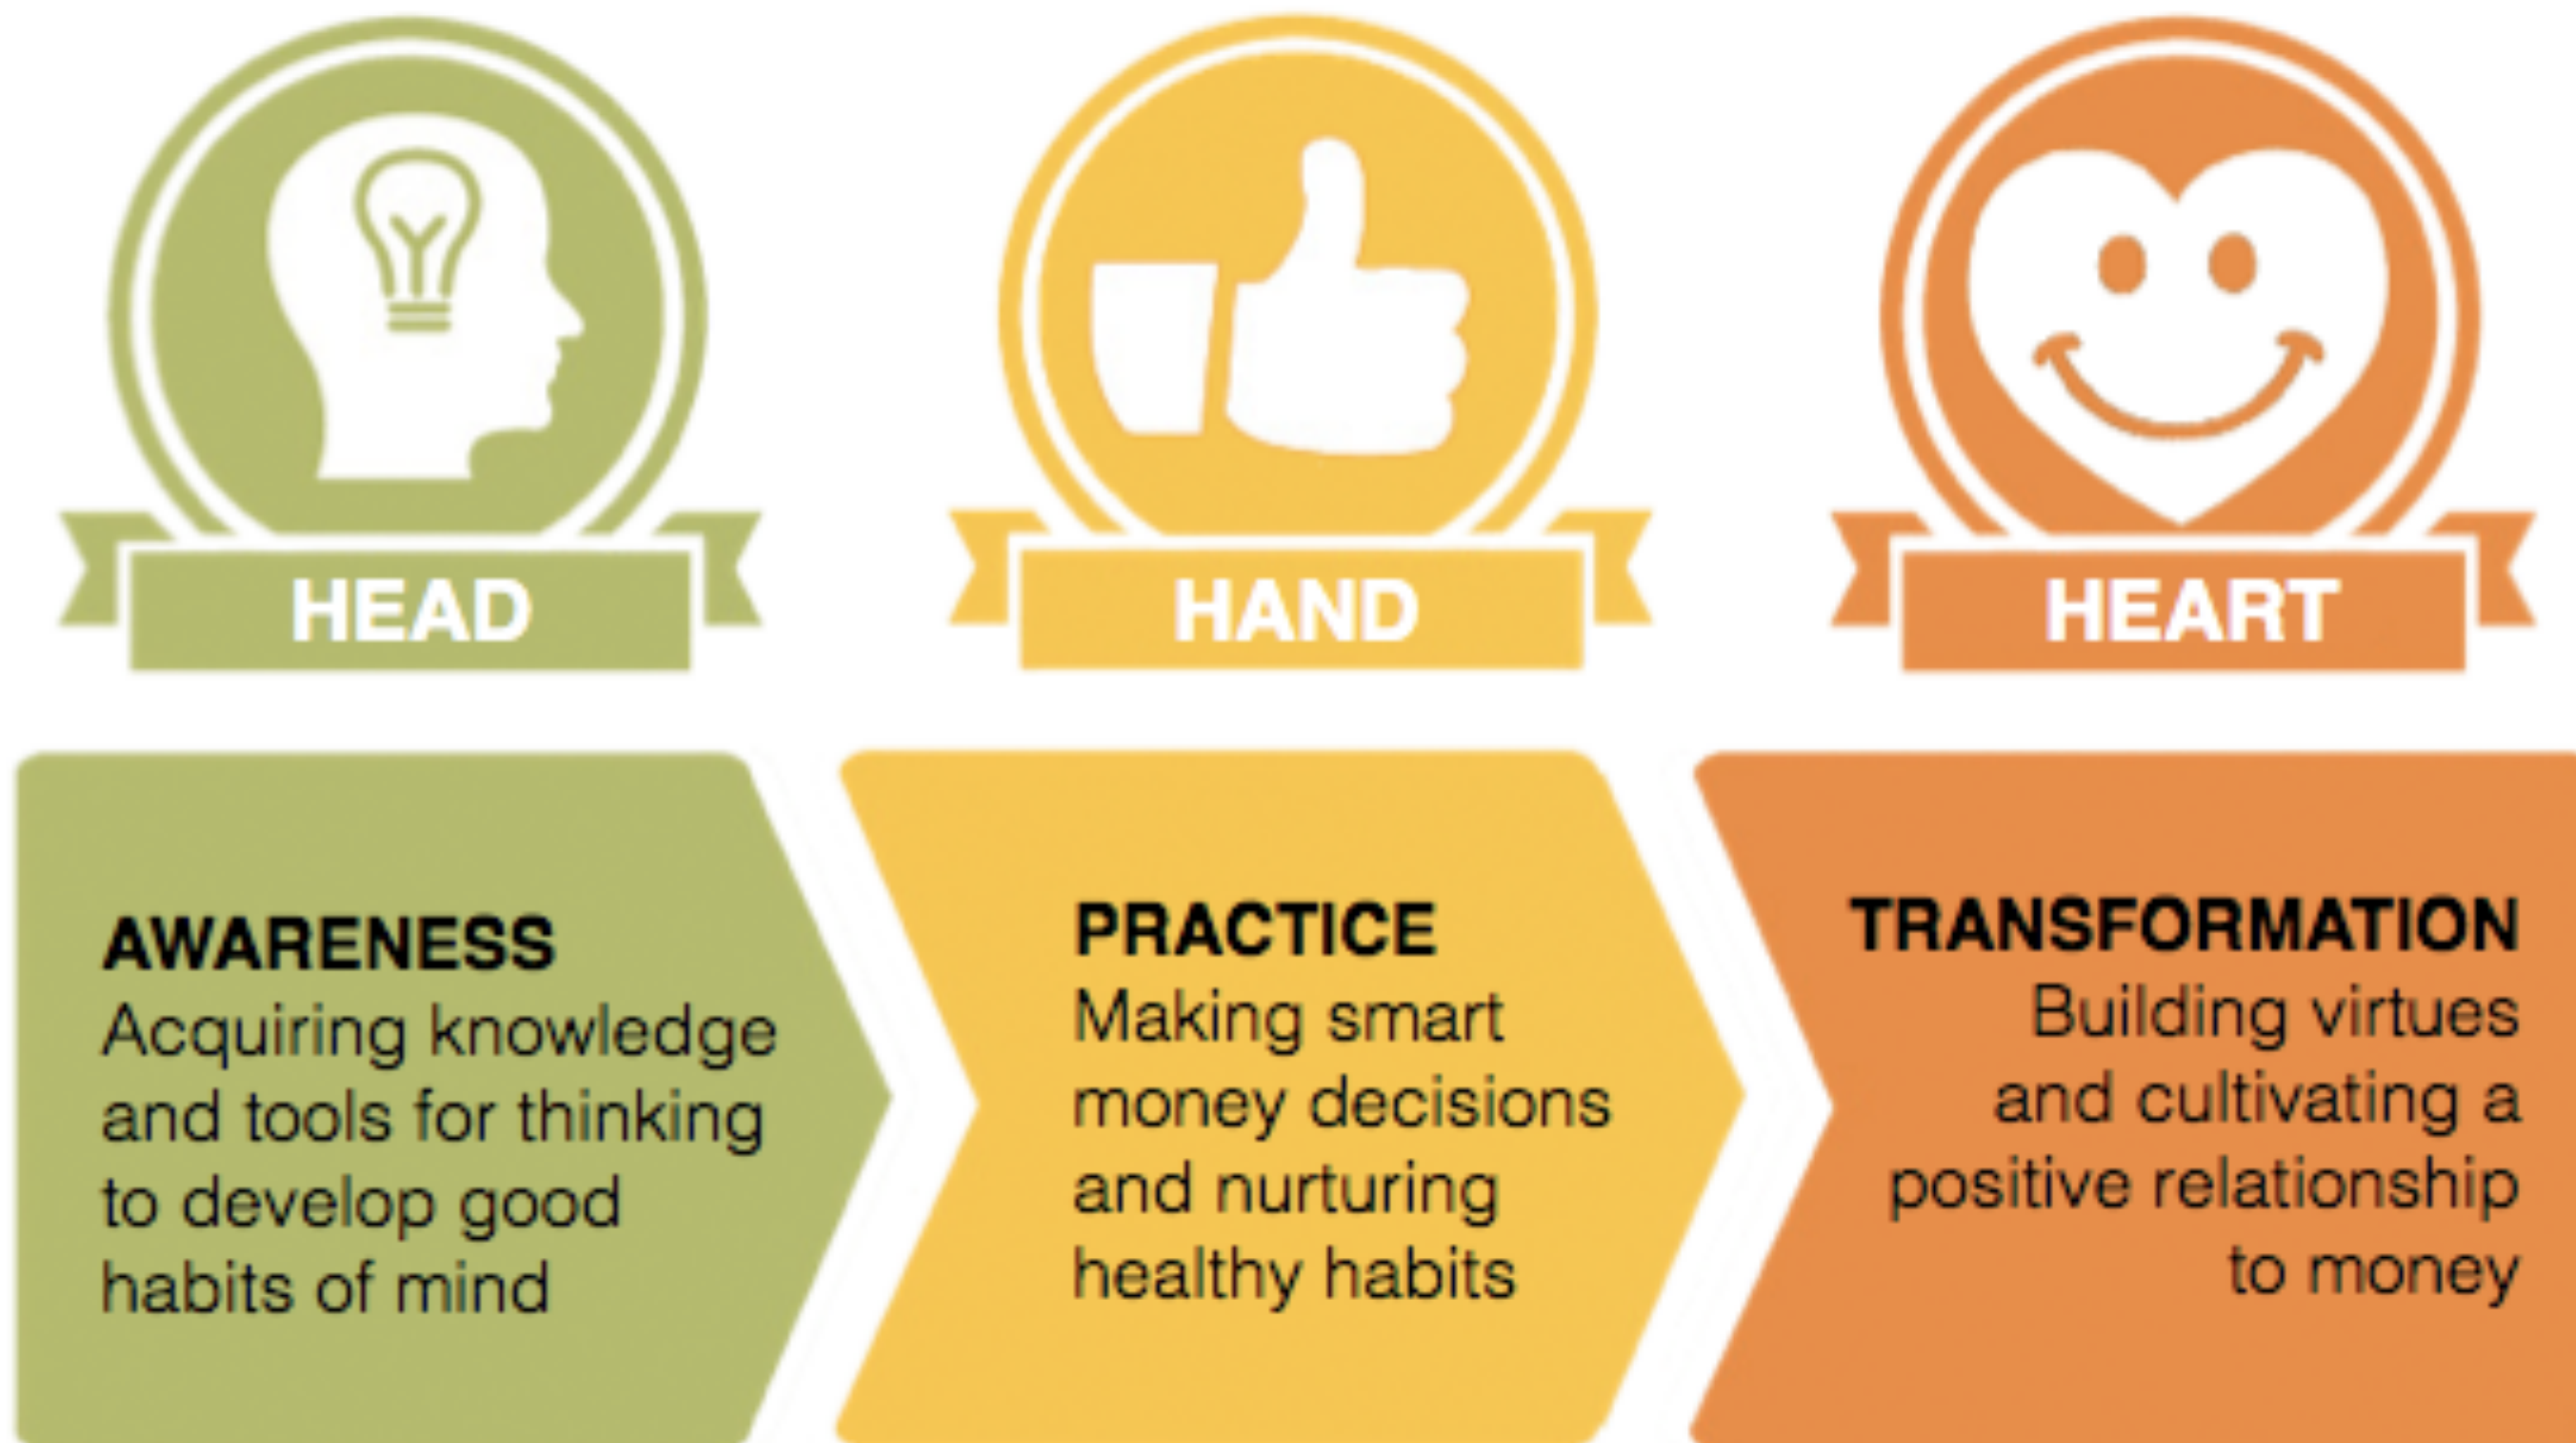 HEAD
HAND
HEART
AWARENESS
Acquiring knowledge
and tools for thinking
to develop good
habits of mind
PRACTICE
Making smart
money decisions
and nurturing
healthy habits
TRANSFORMATION
Building virtues
and cultivating a
positive relationship
to money